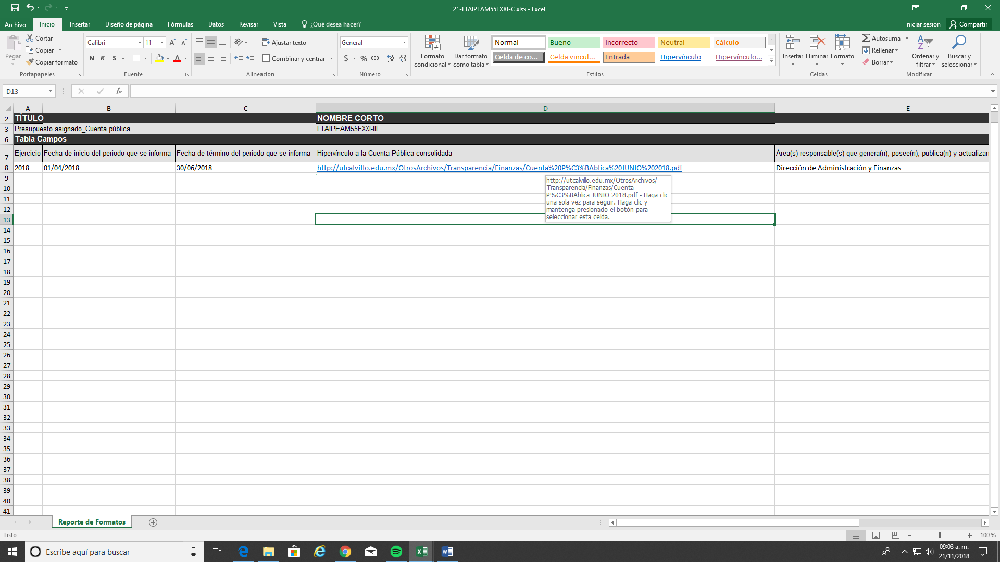 21-LTAIPEAM55FXXI-C.xlsx - Excel
Archivo Inicio Insertar Diseño de página Fórmulas Datos Revisar Vista ¿Qué desea hacer? Iniciar sesión Compartir
Pegar
Cortar
Copiar
Copiar formato
Portapapeles
Calibri 11
N K S
Fuente
Ajustar texto
Combinar y centrar
Alineación
General
$ % 000
Número
Formato condicional
Dar formato como tabla
Normal Bueno Incorrecto Neutral Cálculo
Celda de co... Celda vincul... Entrada Hipervínculo Hipervínculo...
Estilos
Insertar Eliminar Formato
Celdas
Autosuma
Rellenar
Borrar
Ordenar y filtrar
Buscar y seleccionar
Modificar
D13 fx
A B C D E
2 TÍTULO NOMBRE CORTO
3 Presupuesto asignado_Cuenta pública LTAIPEAM55FXXI-III
6 Tabla Campos
7 Ejercicio Fecha de inicio del periodo que se informa Fecha de término del periodo que se informa Hipervínculo a la Cuenta Pública consolidada Área(s) responsable(s) que genera(n), posee(n), publica(n) y actualizan
8 2018 01/04/2018 30/06/2018 http://utcalvillo.edu.mx/OtrosArchivos/Transparencia/Finanzas/Cuenta%20P%C3%BAblica%20JUNIO%202018.pdf Dirección de Administración y Finanzas
http://utcalvillo.edu.mx/OtrosArchivos/
Transparencia/Finanzas/Cuenta
P%C3%BAblica JUNIO 2018.pdf - Haga clic
una sola vez para seguir. Haga clic y
mantenga presionado el botón para
seleccionar esta celda.
9
10
11
12
13
14
15
16
17
18
19
20
21
22
23
24
25
26
27
28
29
30
31
32
33
34
35
36
37
38
39
40
41
Reporte de Formatos
Listo 100 %
Escribe aquí para buscar
09:03 a. m.
21/11/2018